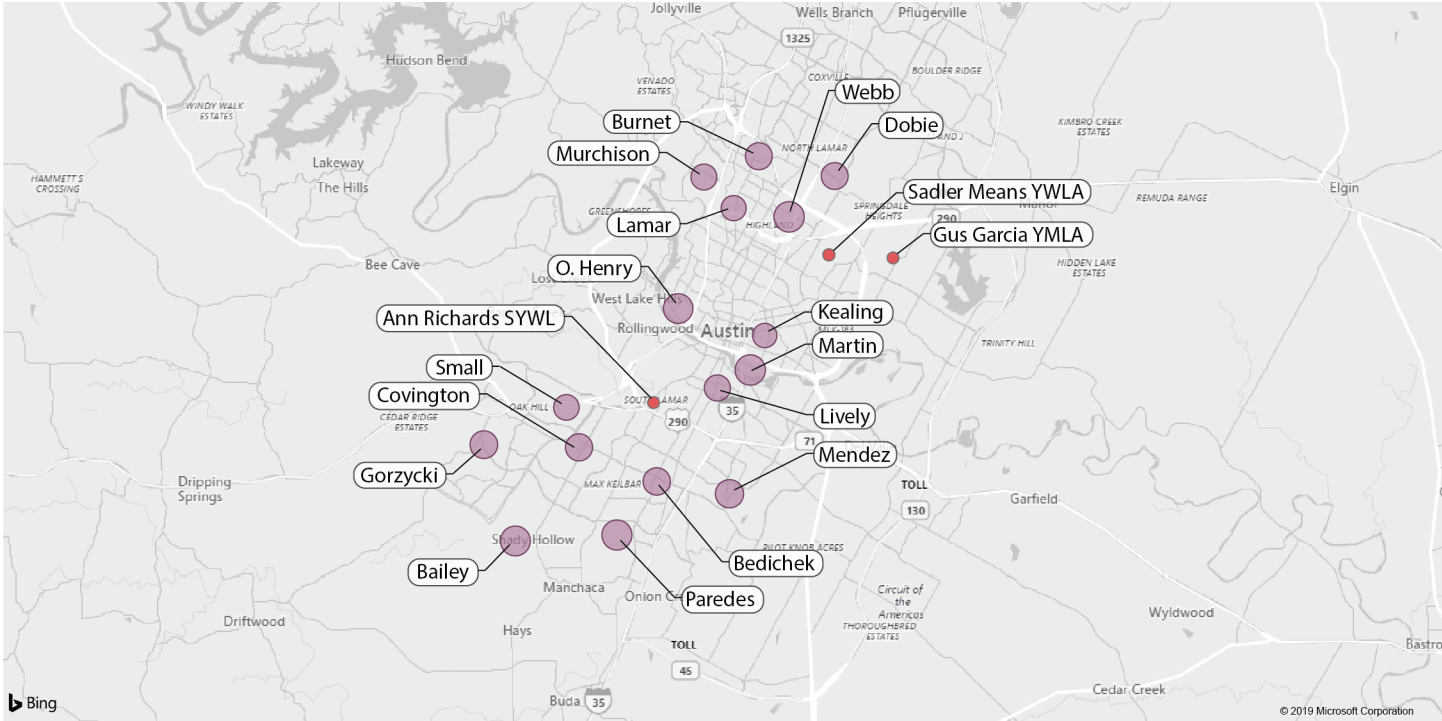 Jollyville
Wells Branch
Pflugerville
1325
Hudson Bend
VENADO
ESTATES
COXVILLE
BOULDER RIDGE
WINDY WALK
ESTATES
Webb
Burnet
Dobie
KIMBRO CREEK
ESTATES
AND J
Murchison
NORTH LAMAR
Lakeway
The Hills
HAMMETT'S
CROSSING
Sadler Means YWLA
Elgin
REMUDA RANGE
Manor
GREENSHORES
SPRINGDALE
HEIGHTS
290
Lamar
HIGHLAND
Gus Garcia YMLA
Bee Cave
O. Henry
HIDDEN LAKE
ESTATES
Lost Creek
West Lake Hills
Ann Richards SYWL
Kealing
Rollingwood
Austin
MLK-183
Martin
TRINITY HILL
Small
Covington
OAK HILL
SOUTH LAMAR
CEDAR RIDGE
ESTATES
35
290
Lively
71
Mendez
Gorzycki
Dripping
Springs
MAX KEILBAR
TOLL
130
Garfield
Shady Hollow
PILOT KNOB ACRES
Bedichek
Bailey
Manchaca
Onion C
Paredes
Circuit of
the
Americas
THOROUGHBRED
ESTATES
Wyldwood
Driftwood
Hays
TOLL
45
Bastro
Buda
35
Cedar Creek
Bing
© 2019 Microsoft Corporation